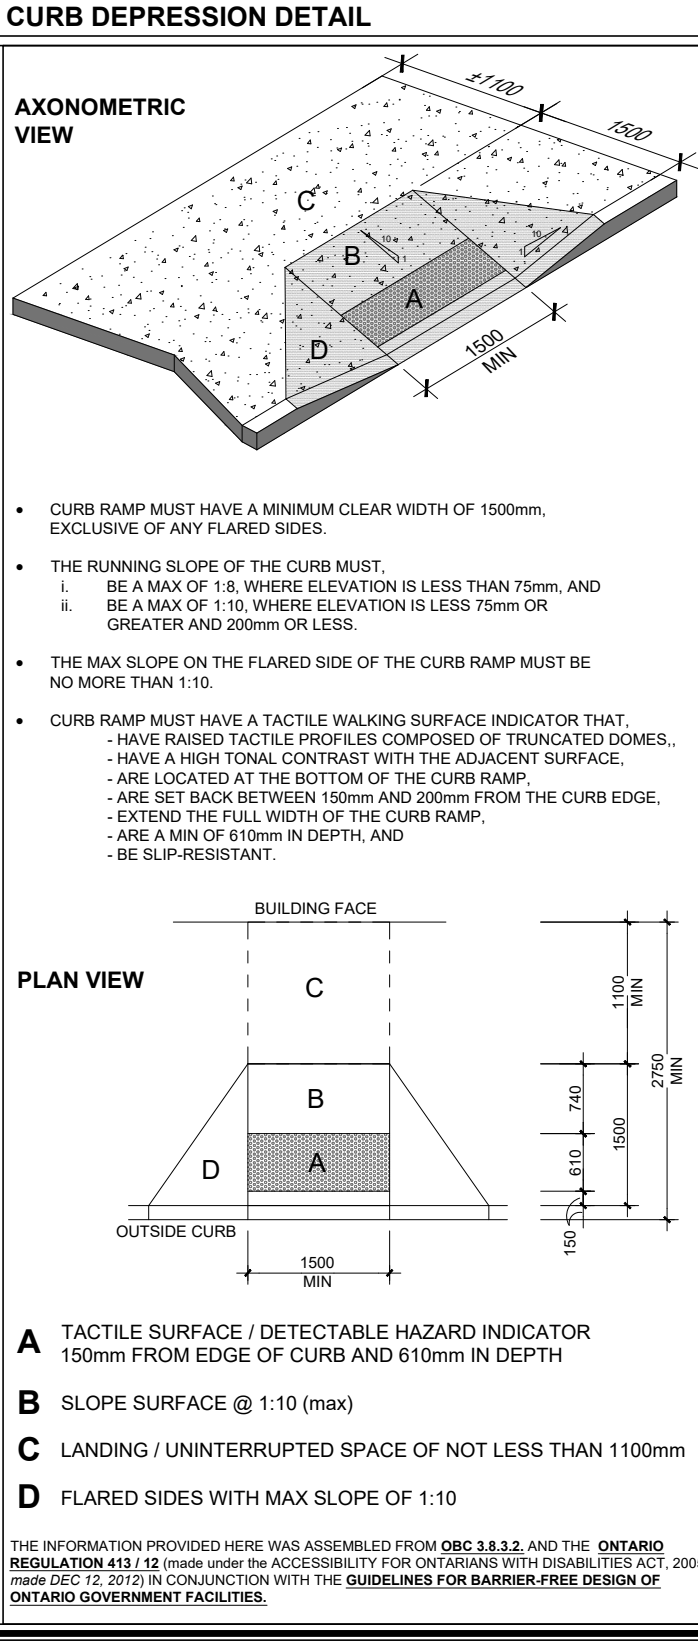 CURB DEPRESSION DETAIL
AXONOMETRIC
VIEW
±1100
1500
C
B
10
1
10
1
A
D
1500
MIN
• CURB RAMP MUST HAVE A MINIMUM CLEAR WIDTH OF 1500mm,
EXCLUSIVE OF ANY FLARED SIDES.
• THE RUNNING SLOPE OF THE CURB MUST,
i. BE A MAX OF 1:8, WHERE ELEVATION IS LESS THAN 75mm, AND
ii. BE A MAX OF 1:10, WHERE ELEVATION IS LESS 75mm OR
GREATER AND 200mm OR LESS.
• THE MAX SLOPE ON THE FLARED SIDE OF THE CURB RAMP MUST BE
NO MORE THAN 1:10.
• CURB RAMP MUST HAVE A TACTILE WALKING SURFACE INDICATOR THAT,
- HAVE RAISED TACTILE PROFILES COMPOSED OF TRUNCATED DOMES,,
- HAVE A HIGH TONAL CONTRAST WITH THE ADJACENT SURFACE,
- ARE LOCATED AT THE BOTTOM OF THE CURB RAMP,
- ARE SET BACK BETWEEN 150mm AND 200mm FROM THE CURB EDGE,
- EXTEND THE FULL WIDTH OF THE CURB RAMP,
- ARE A MIN OF 610mm IN DEPTH, AND
- BE SLIP-RESISTANT.
BUILDING FACE
PLAN VIEW
C
1100
MIN
2750
MIN
B
740
1500
A
610
D
150
OUTSIDE CURB
1500
MIN
A TACTILE SURFACE / DETECTABLE HAZARD INDICATOR
150mm FROM EDGE OF CURB AND 610mm IN DEPTH
B SLOPE SURFACE @ 1:10 (max)
C LANDING / UNINTERRUPTED SPACE OF NOT LESS THAN 1100mm
D FLARED SIDES WITH MAX SLOPE OF 1:10
THE INFORMATION PROVIDED HERE WAS ASSEMBLED FROM OBC 3.8.3.2. AND THE ONTARIO
REGULATION 413 / 12 (made under the ACCESSIBILITY FOR ONTARIANS WITH DISABILITIES ACT, 200
made DEC 12, 2012) IN CONJUNCTION WITH THE GUIDELINES FOR BARRIER-FREE DESIGN OF
ONTARIO GOVERNMENT FACILITIES.